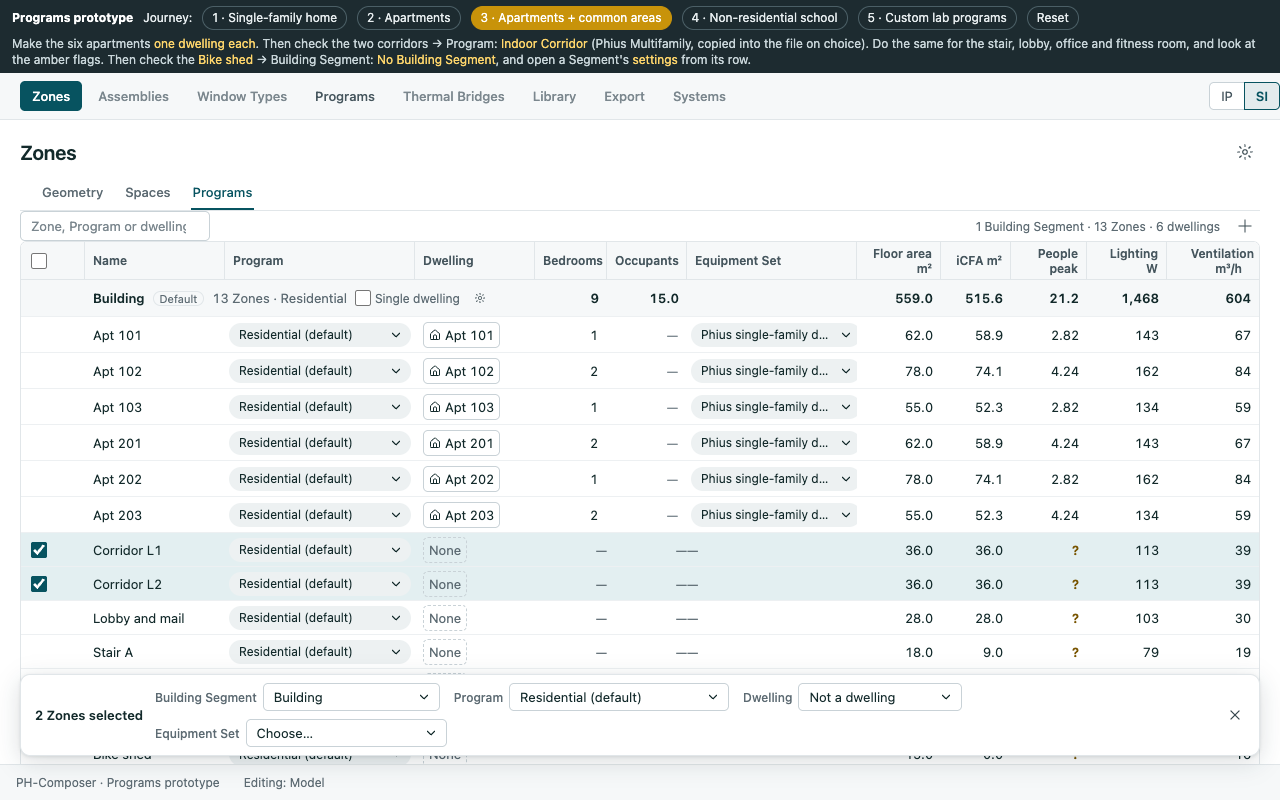 Programs prototype Journey: 1 · Single-family home 2 · Apartments 3 · Apartments + common areas 4 · Non-residential school 5 · Custom lab programs Reset
Make the six apartments one dwelling each. Then check the two corridors → Program: Indoor Corridor (Phius Multifamily, copied into the file on choice). Do the same for the stair, lobby, office and fitness room, and look at
the amber flags. Then check the Bike shed → Building Segment: No Building Segment, and open a Segment's settings from its row.
Zones Assemblies Window Types Programs Thermal Bridges Library Export Systems IP SI
Zones
Geometry Spaces Programs
Zone, Program or dwelling 1 Building Segment · 13 Zones · 6 dwellings
Name Program Dwelling Bedrooms Occupants Equipment Set Floor area m² iCFA m² People peak Lighting W Ventilation m³/h
Building Default 13 Zones · Residential Single dwelling 9 15.0 559.0 515.6 21.2 1,468 604
Apt 101 Residential (default) Apt 101 1 — Phius single-family d... 62.0 58.9 2.82 143 67
Apt 102 Residential (default) Apt 102 2 — Phius single-family d... 78.0 74.1 4.24 162 84
Apt 103 Residential (default) Apt 103 1 — Phius single-family d... 55.0 52.3 2.82 134 59
Apt 201 Residential (default) Apt 201 2 — Phius single-family d... 62.0 58.9 4.24 143 67
Apt 202 Residential (default) Apt 202 1 — Phius single-family d... 78.0 74.1 2.82 162 84
Apt 203 Residential (default) Apt 203 2 — Phius single-family d... 55.0 52.3 4.24 134 59
Corridor L1 Residential (default) None — — — 36.0 36.0 ? 113 39
Corridor L2 Residential (default) None — — — 36.0 36.0 ? 113 39
Lobby and mail Residential (default) None — — — 28.0 28.0 ? 103 30
Stair A Residential (default) None — — — 18.0 9.0 ? 79 19
2 Zones selected Building Segment Building Program Residential (default) Dwelling Not a dwelling
Equipment Set Choose...
Bike shed Residential (default) None
PH-Composer · Programs prototype Editing: Model